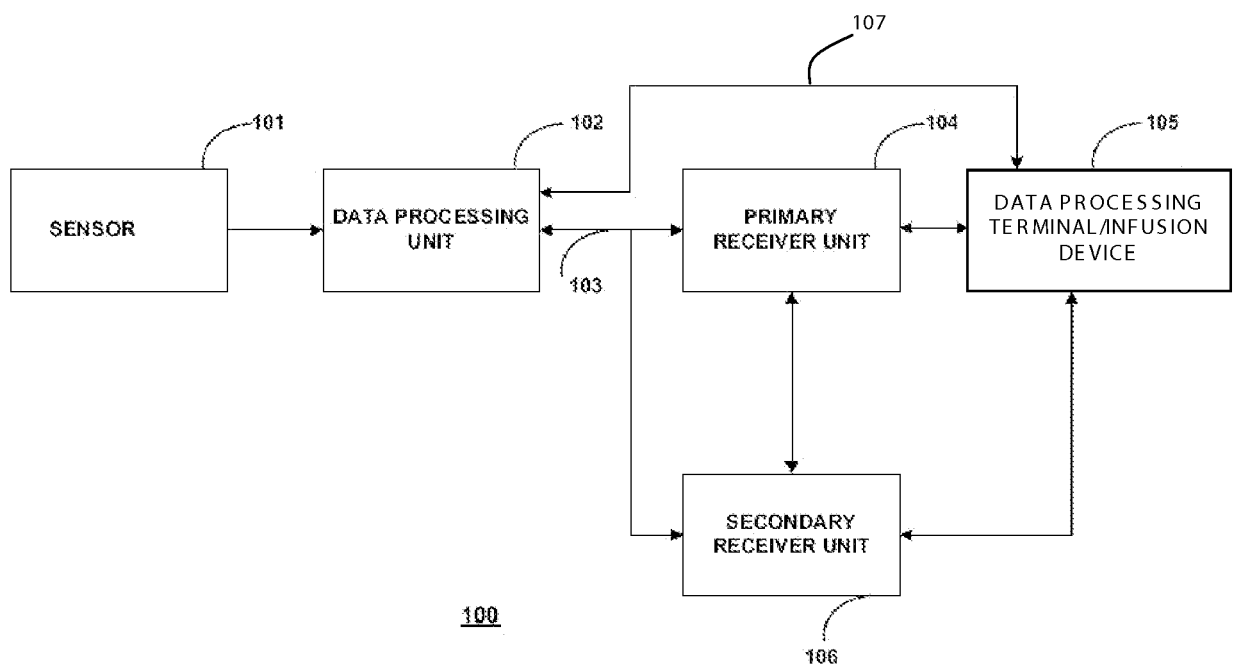 107
101
102
104
105
SENSOR
DATA PROCESSING
UNIT
PRIMARY
RECEIVER UNIT
DATA PROCESSING
TERMINAL/INFUSION
DEVICE
103
SECONDARY
RECEIVER UNIT
100
106